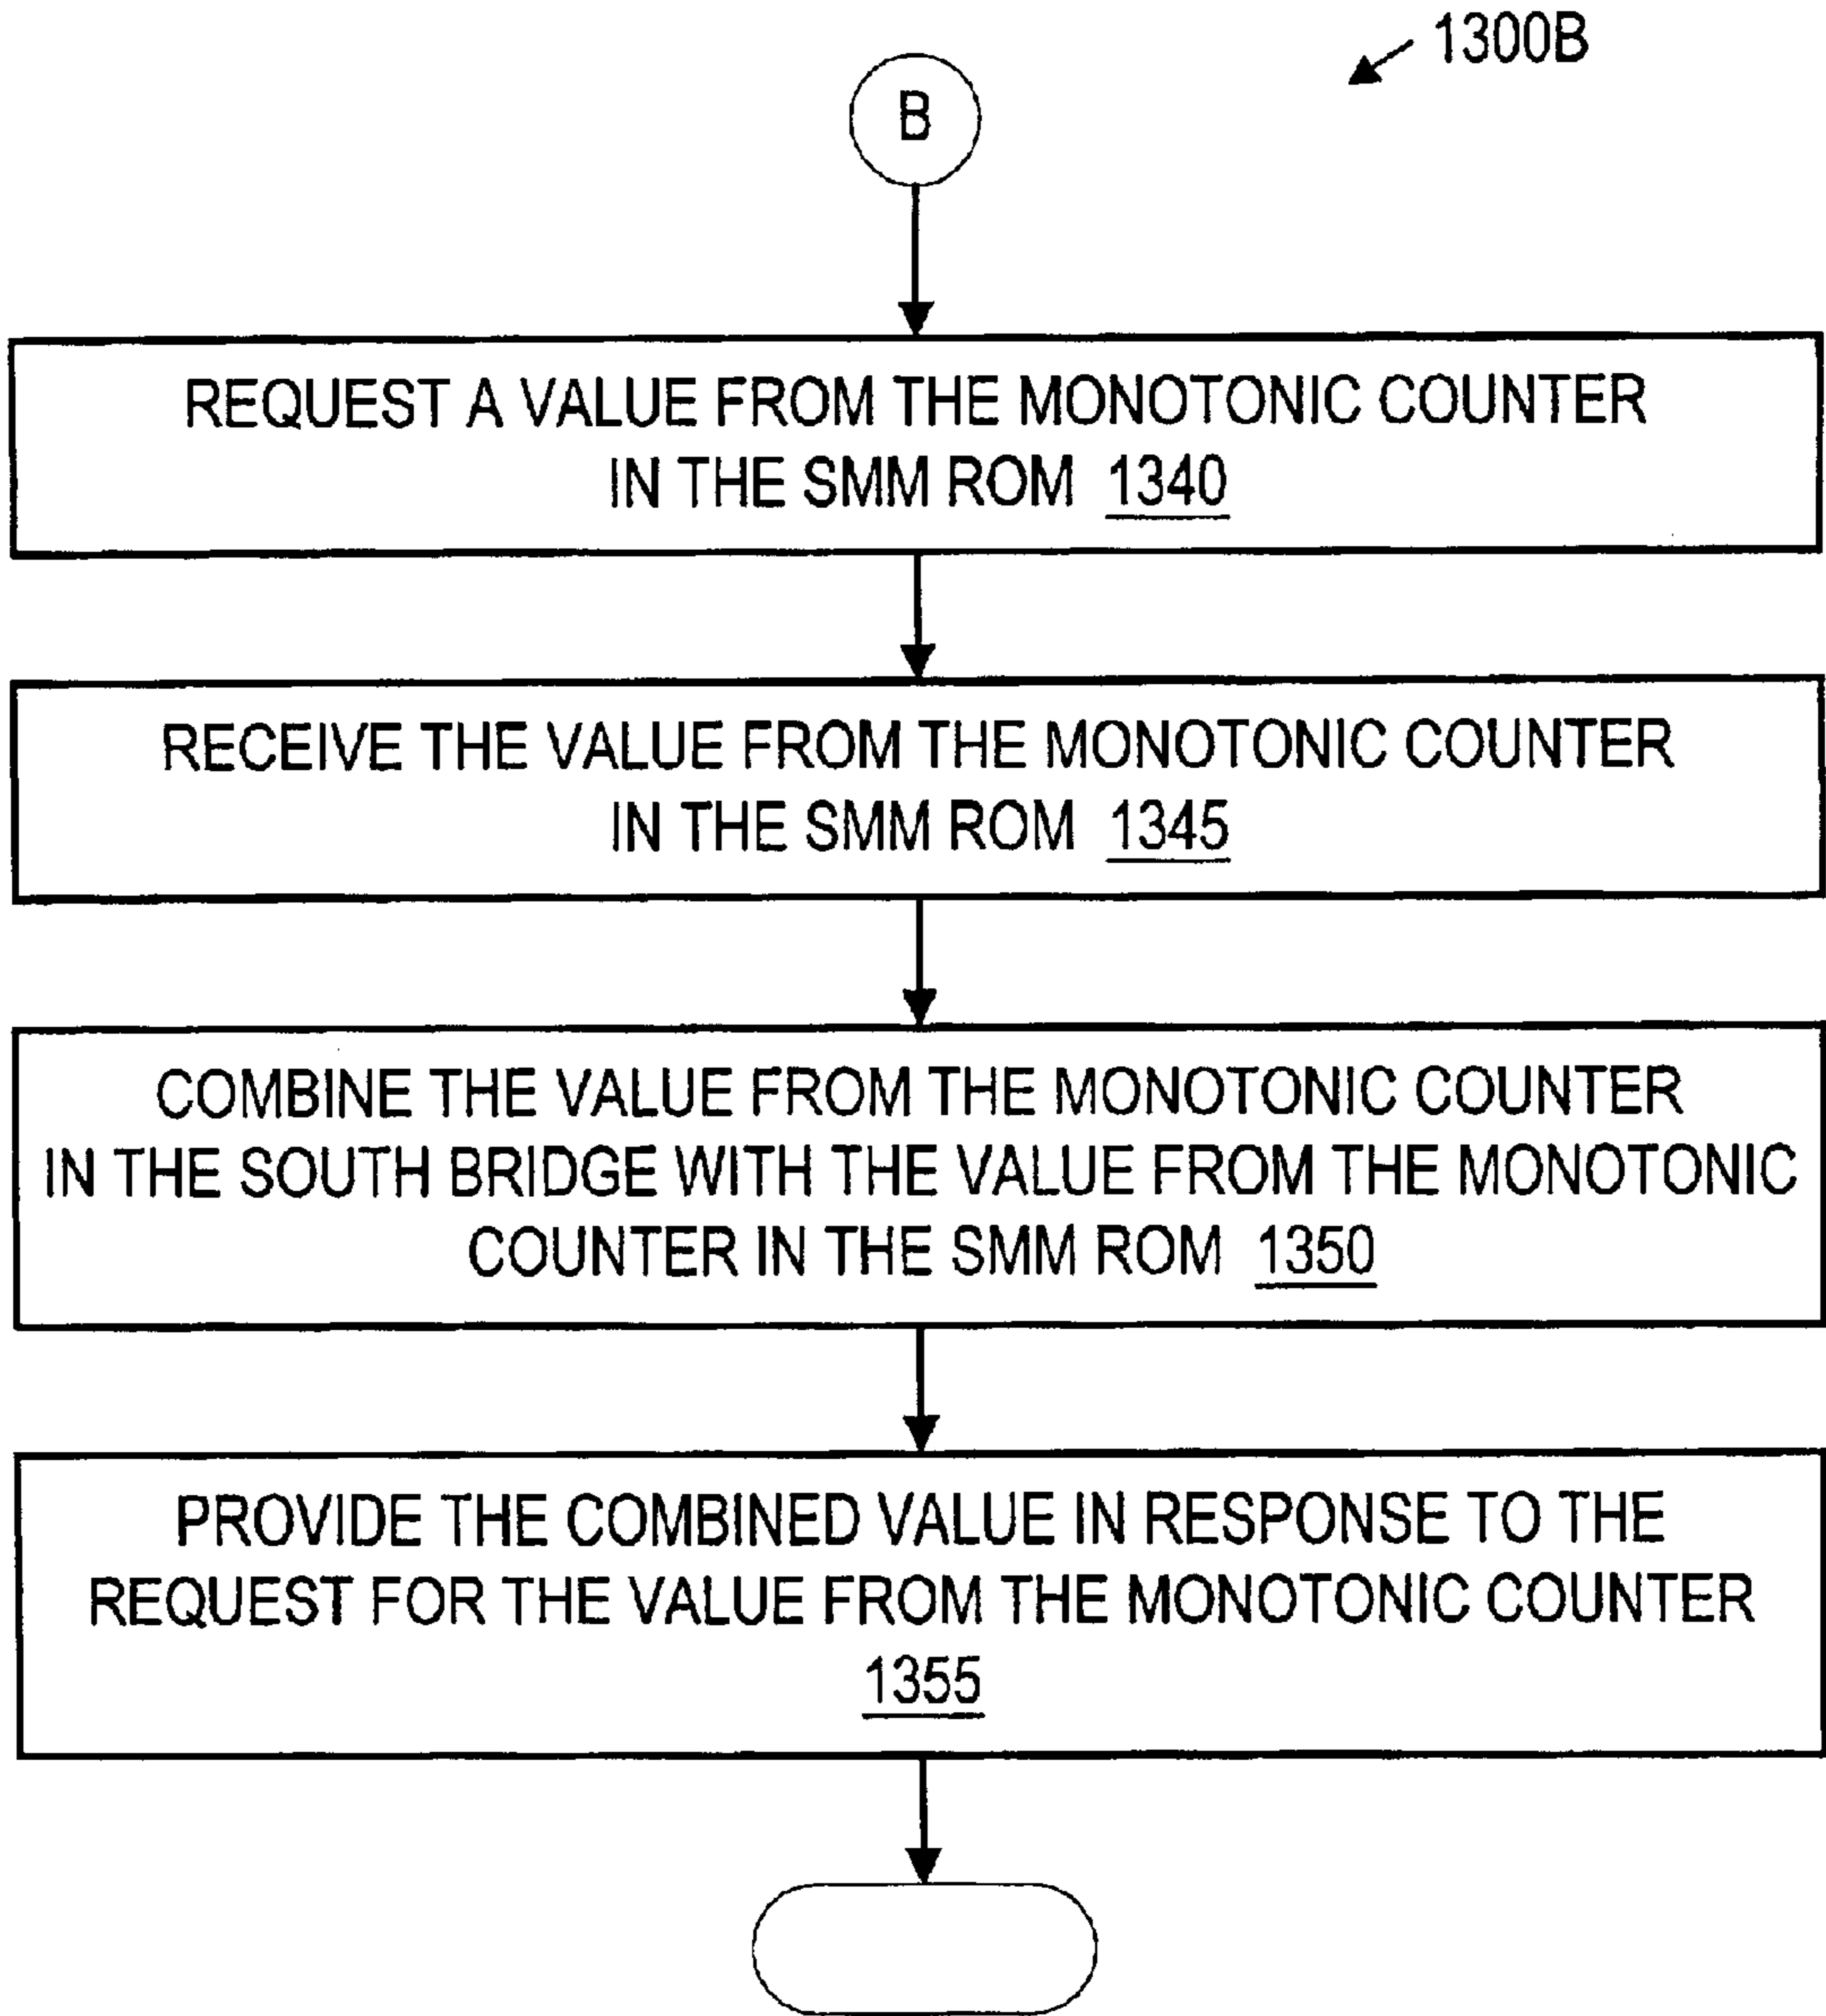 1300B
B
REQUEST A VALUE FROM THE MONOTONIC COUNTER
IN THE SMM ROM 1340
RECEIVE THE VALUE FROM THE MONOTONIC COUNTER
IN THE SMM ROM 1345
COMBINE THE VALUE FROM THE MONOTONIC COUNTER
IN THE SOUTH BRIDGE WITH THE VALUE FROM THE MONOTONIC
COUNTER IN THE SMM ROM 1350
PROVIDE THE COMBINED VALUE IN RESPONSE TO THE
REQUEST FOR THE VALUE FROM THE MONOTONIC COUNTER
1355